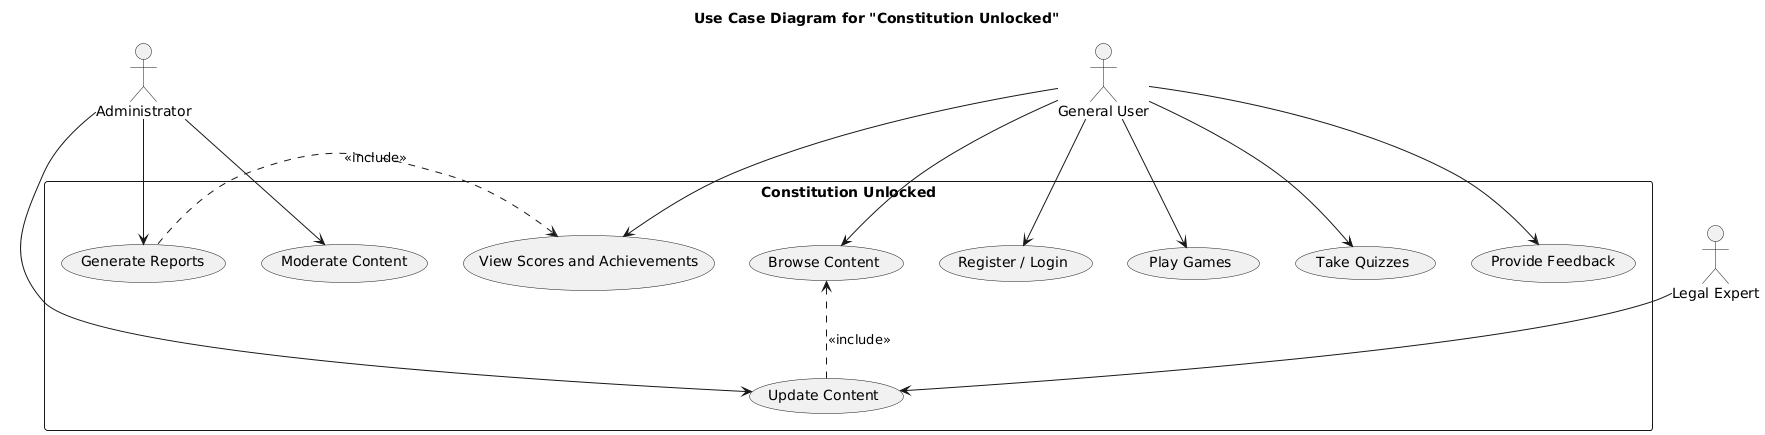 Use Case Diagram for "Constitution Unlocked"
Administrator
General User
«include»
Constitution Unlocked
Generate Reports
Moderate Content
View Scores and Achievements
Browse Content
Register / Login
Play Games
Take Quizzes
Provide Feedback
Legal Expert
«include»
Update Content